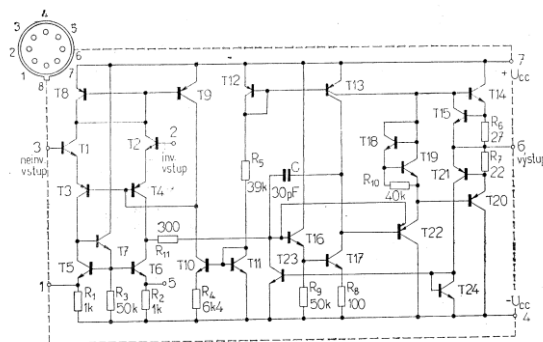 3 4 5
2 6
1 8 7
7
+ Ucc
T8
T9
T12
T13
T14
T15
R6
27
3
neinv.
vstup
T1
T2
2
inv.
vstup
T18
T19
6
výstup
R7
22
T3
T4
R5
39k
C
30pF
R10
40k
T21
T20
T7
300
R11
T16
T22
T5
T6
T10
T11
T23
T17
T24
1
R1
1k
R3
50k
R2
1k
5
R4
6k4
R9
50k
R8
100
-Ucc
4